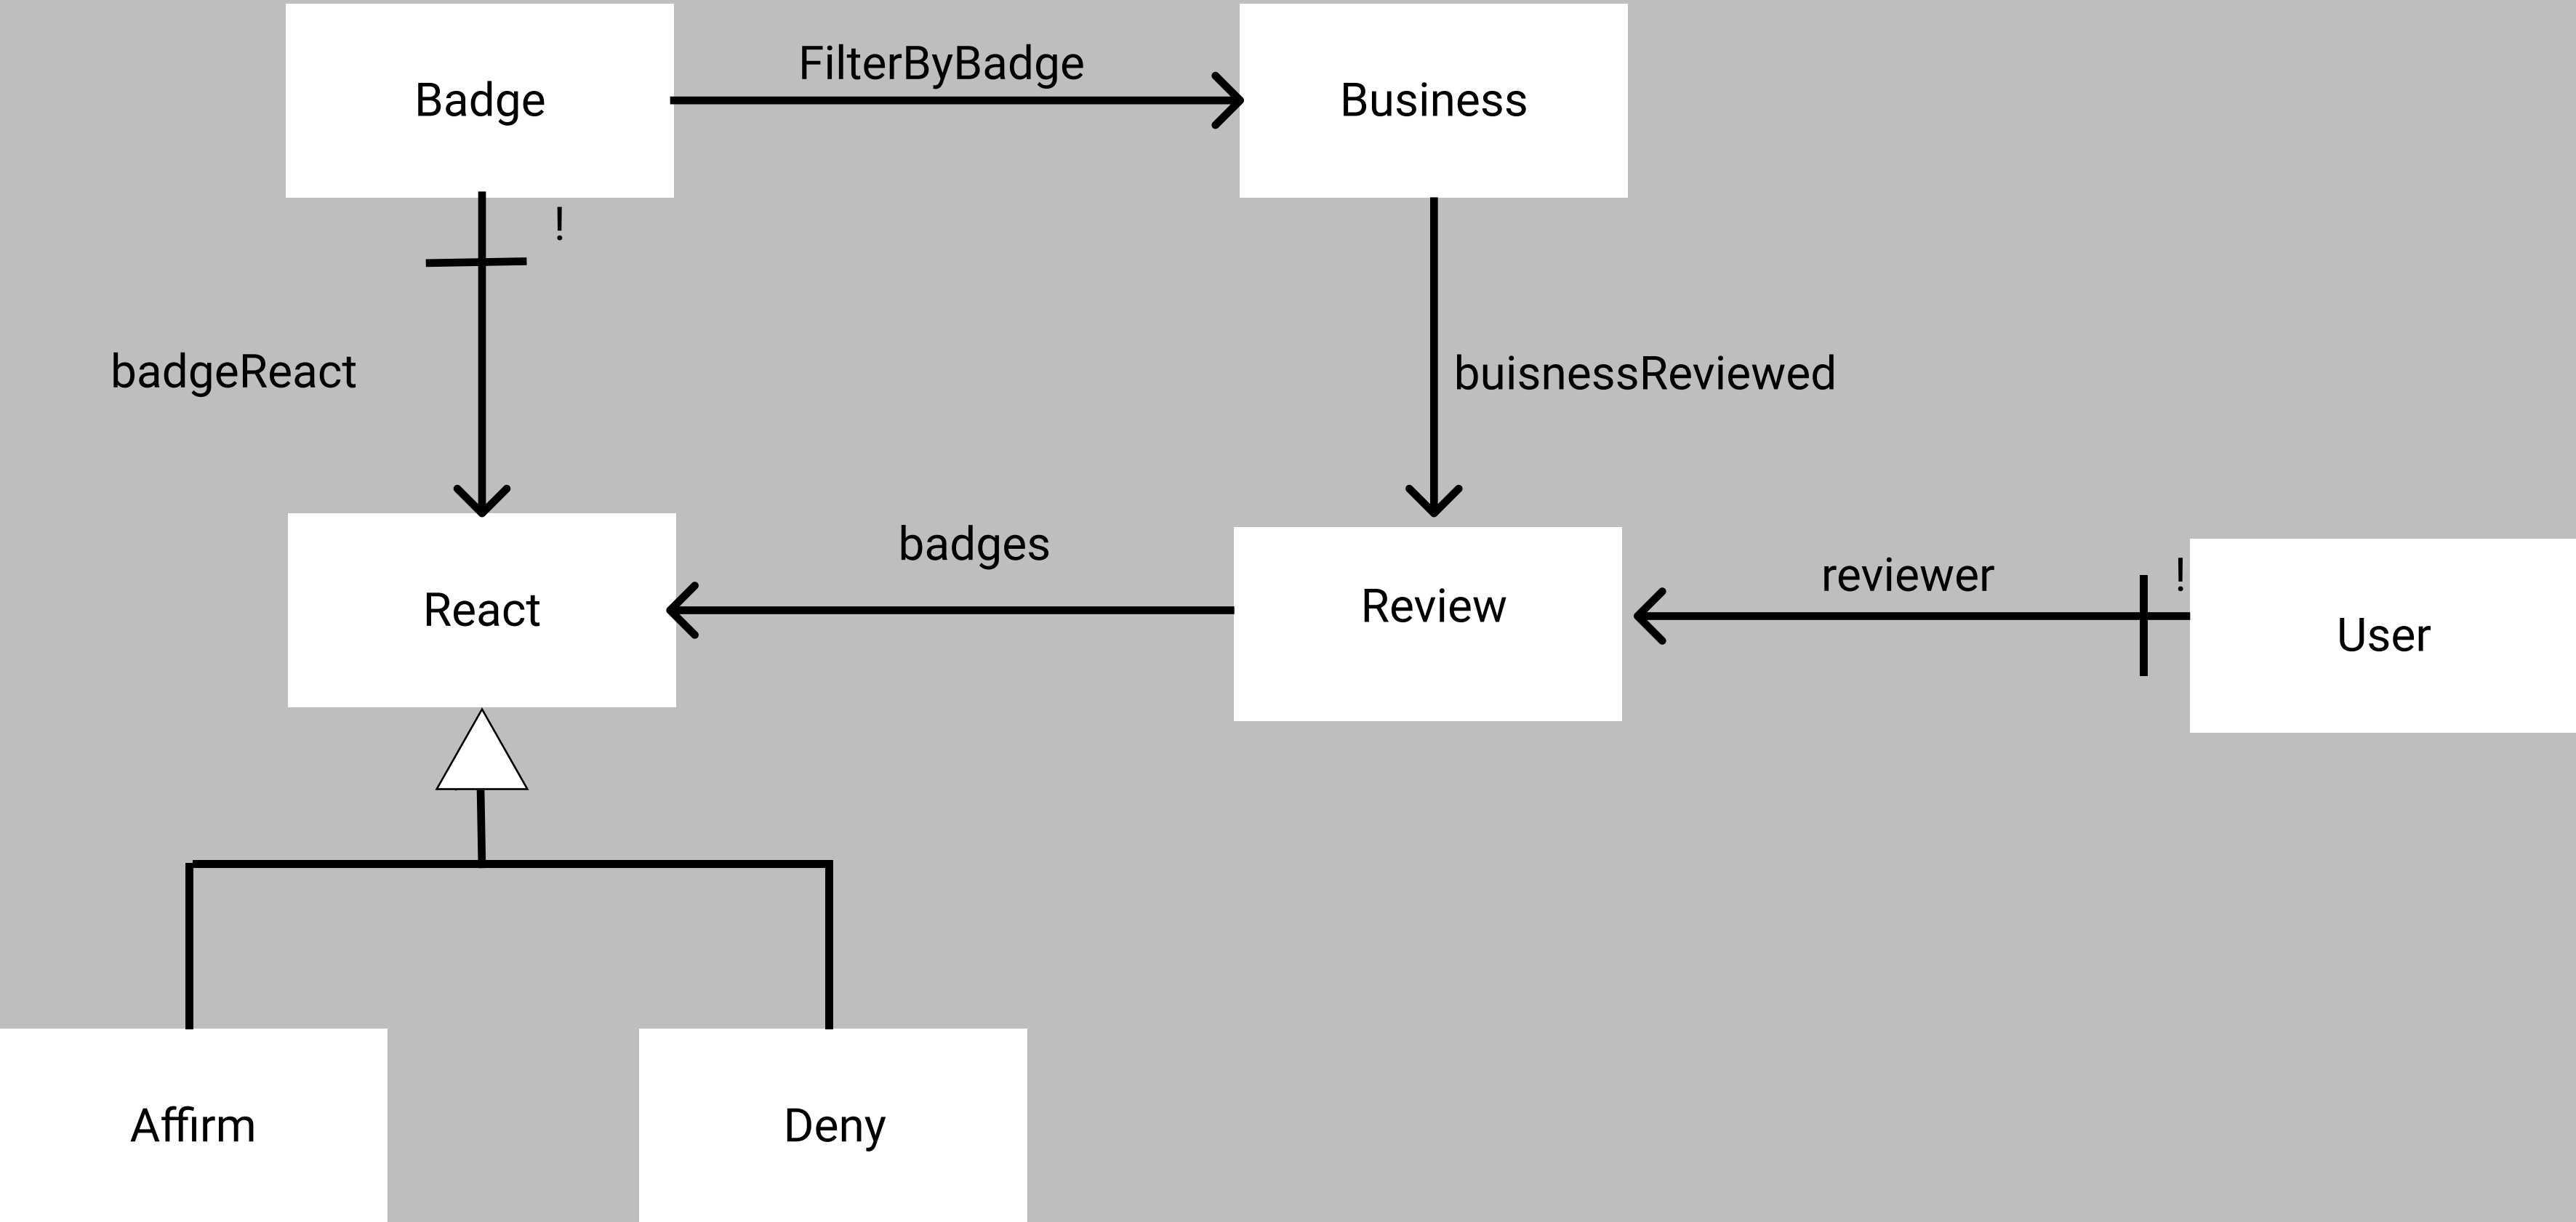 FilterByBadge
Badge
Business
!
badgeReact
buisnessReviewed
badges
reviewer
!
React
Review
User
Affirm
Deny